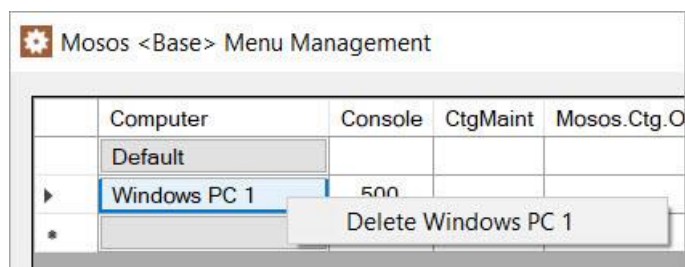 Mosos <Base> Menu Management
Computer Console CtgMaint Mosos.Ctg.O
Default
Windows PC 1 500
Delete Windows PC 1